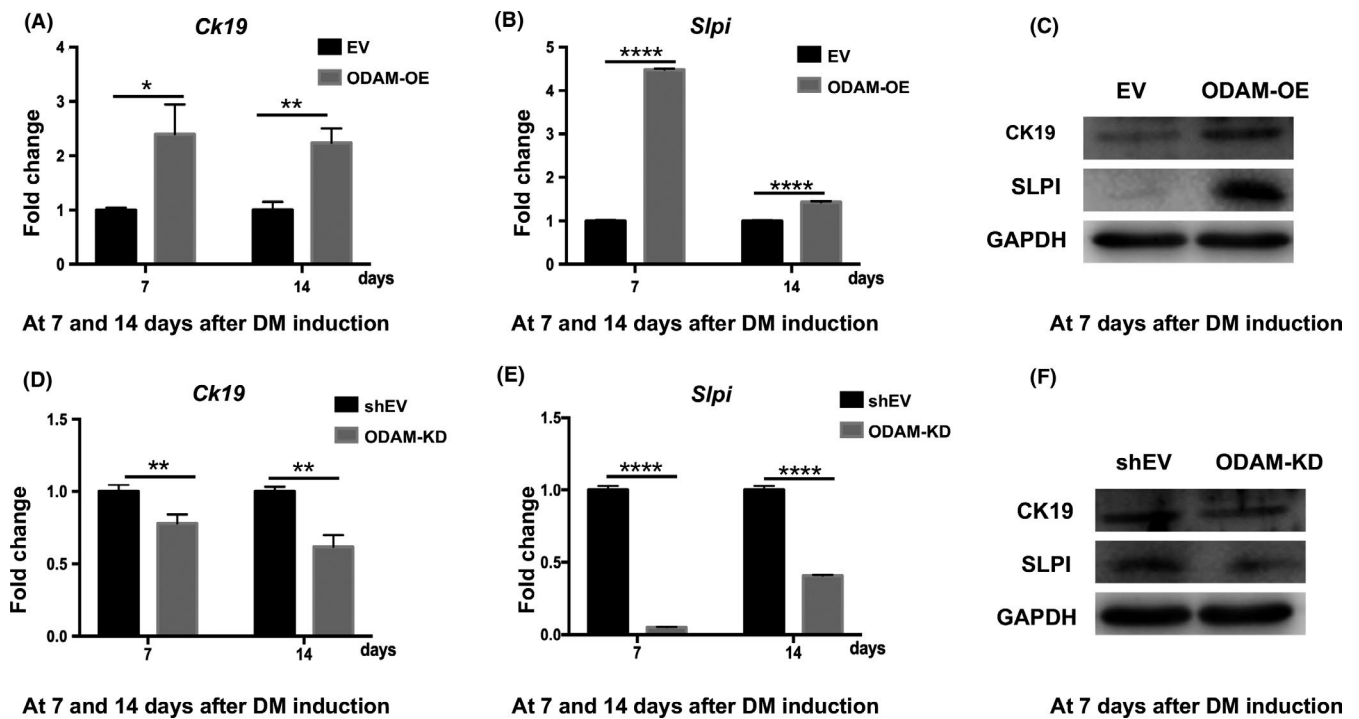 (A)
Ck19
EV
ODAM-OE
Fold change
4
3
2
1
0
*
**
7
14
days
At 7 and 14 days after DM induction
(B)
Slpi
EV
ODAM-OE
Fold change
5
4
3
2
1
0
****
****
7
14
days
At 7 and 14 days after DM induction
(C)
EV ODAM-OE
CK19
SLPI
GAPDH
At 7 days after DM induction
(D)
Ck19
shEV
ODAM-KD
Fold change
1.5
1.0
0.5
0.0
**
**
7
14
days
At 7 and 14 days after DM induction
(E)
Slpi
shEV
ODAM-KD
Fold change
1.5
1.0
0.5
0.0
****
****
7
14
days
At 7 and 14 days after DM induction
(F)
shEV ODAM-KD
CK19
SLPI
GAPDH
At 7 days after DM induction